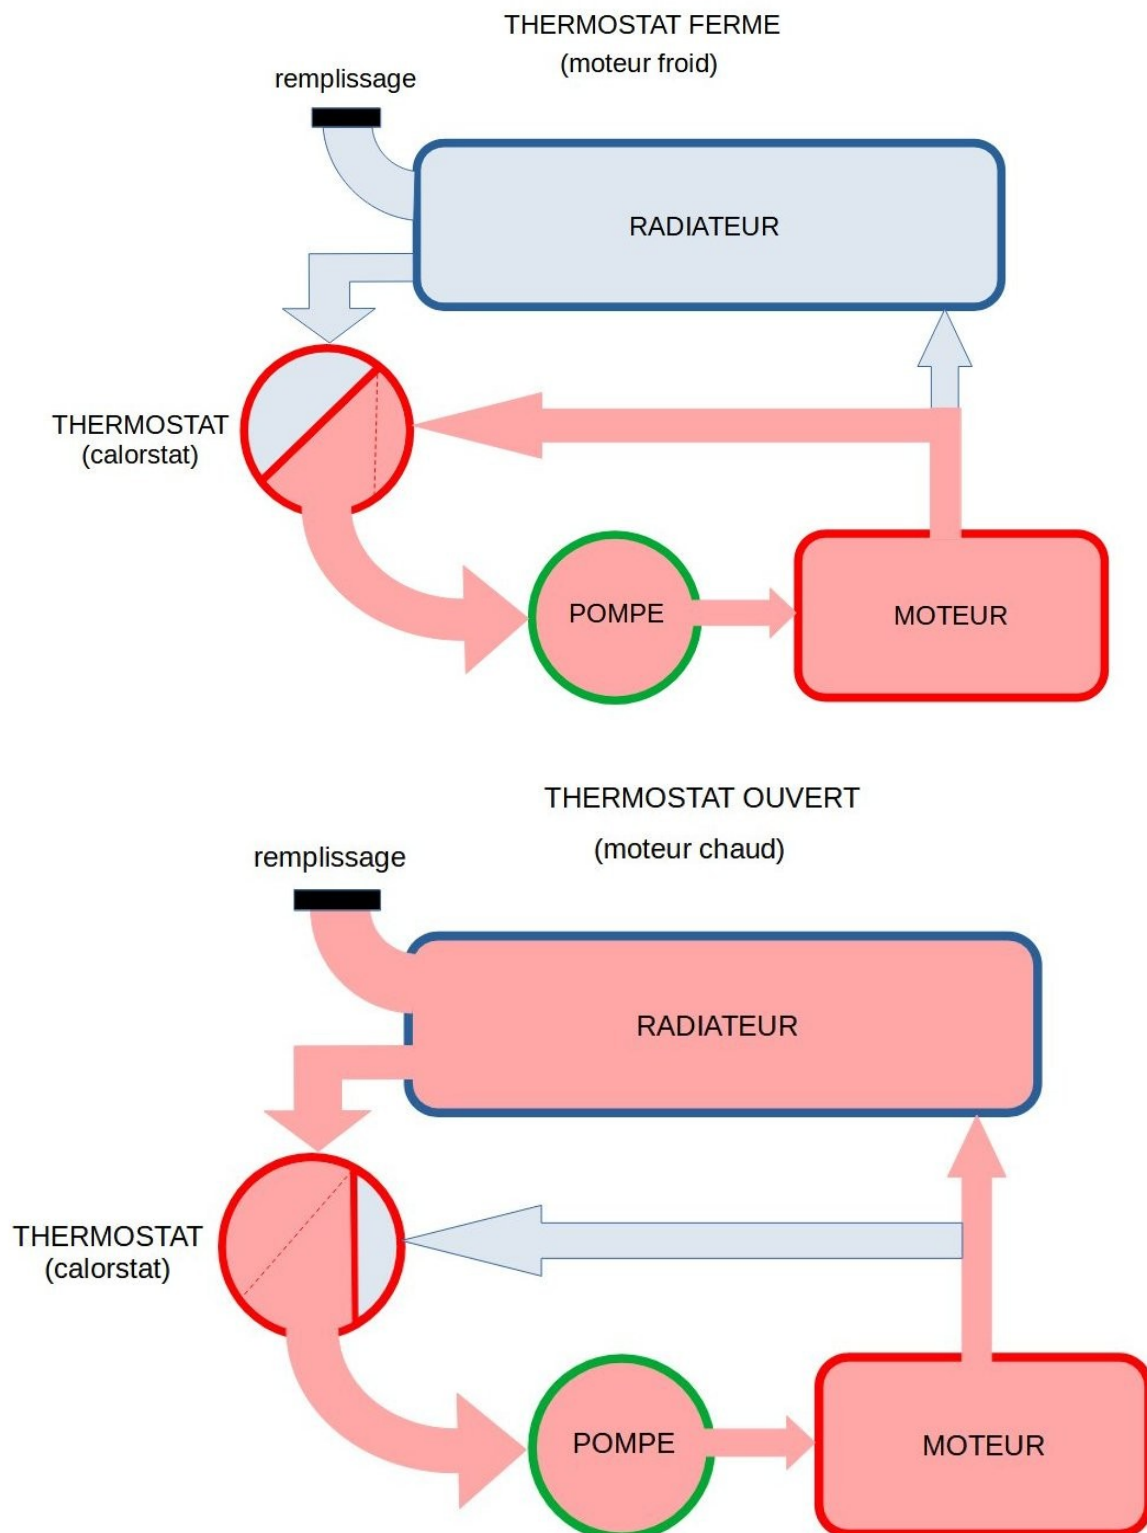 THERMOSTAT FERME
(moteur froid)
remplissage
RADIATEUR
THERMOSTAT
(calorstat)
POMPE
MOTEUR
THERMOSTAT OUVERT
(moteur chaud)
remplissage
RADIATEUR
THERMOSTAT
(calorstat)
POMPE
MOTEUR